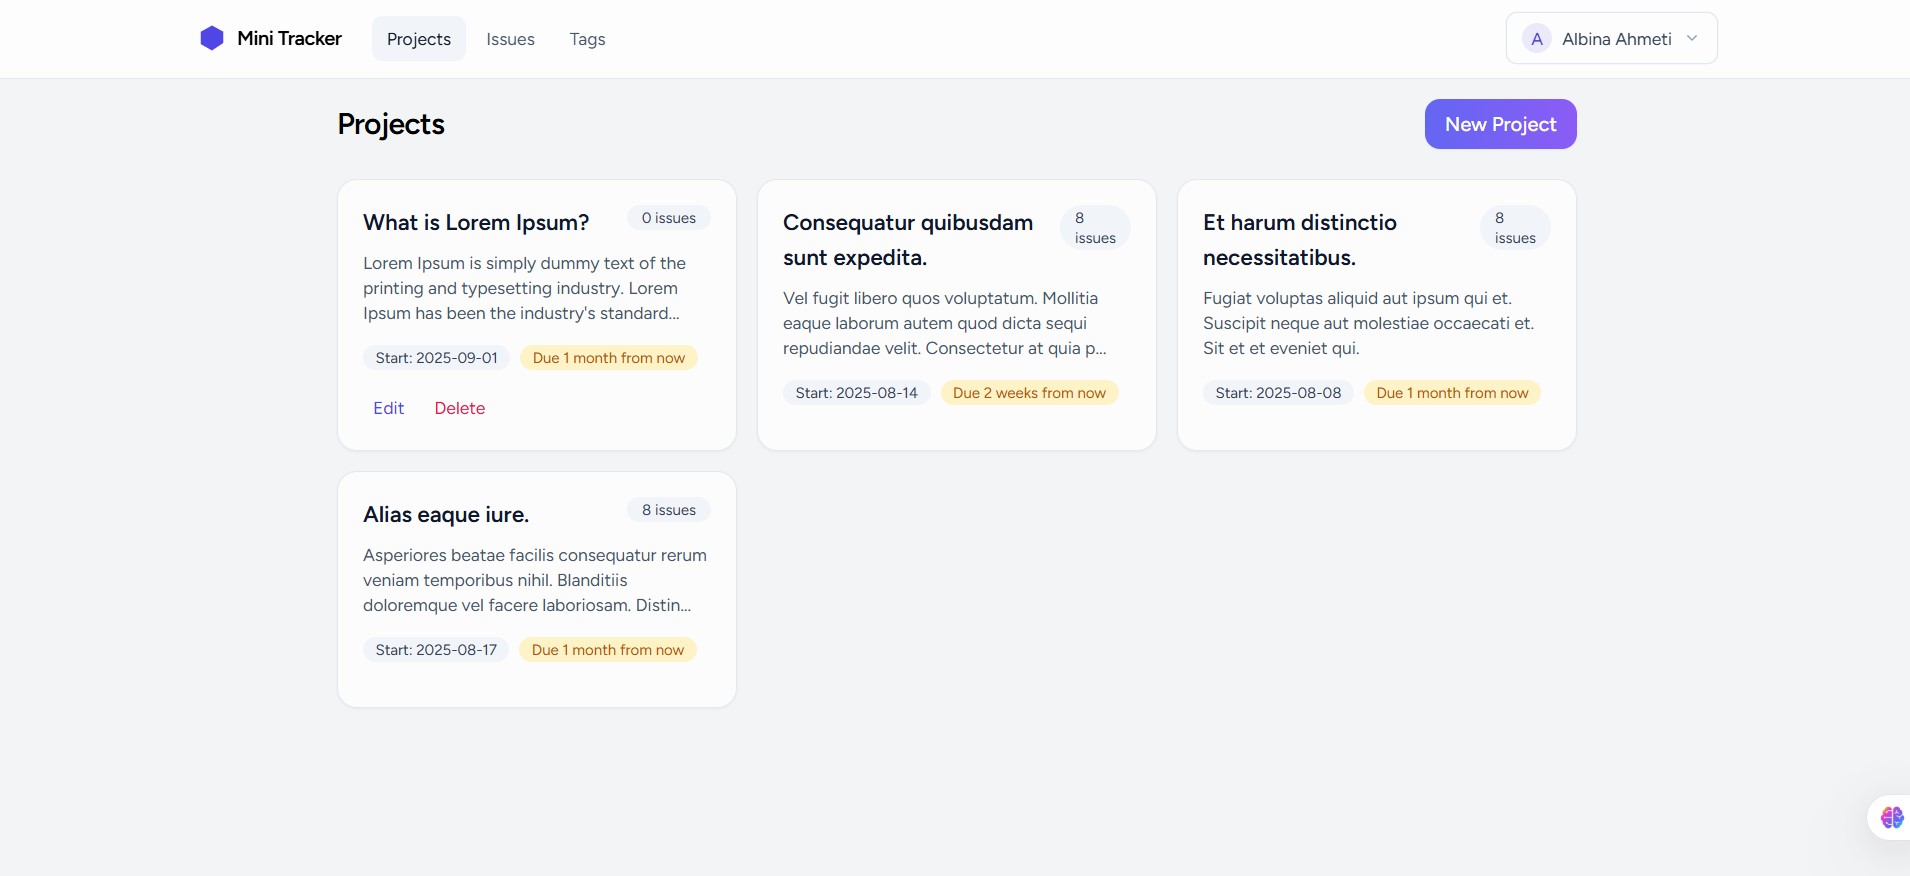 Mini Tracker
Projects
Issues
Tags
A
Albina Ahmeti
Projects
New Project
What is Lorem Ipsum?
0 issues
Lorem Ipsum is simply dummy text of the
printing and typesetting industry. Lorem
Ipsum has been the industry's standard...
Start: 2025-09-01
Due 1 month from now
Edit
Delete
Consequatur quibusdam
sunt expedita.
8
issues
Vel fugit libero quos voluptatum. Mollitia
eaque laborum autem quod dicta sequi
repudiandae velit. Consectetur at quia p...
Start: 2025-08-14
Due 2 weeks from now
Et harum distinctio
necessitatibus.
8
issues
Fugiat voluptas aliquid aut ipsum qui et.
Suscipit neque aut molestiae occaecati et.
Sit et et eveniet qui.
Start: 2025-08-08
Due 1 month from now
Alias eaque iure.
8 issues
Asperiores beatae facilis consequatur rerum
veniam temporibus nihil. Blanditiis
doloremque vel facere laboriosam. Distin...
Start: 2025-08-17
Due 1 month from now